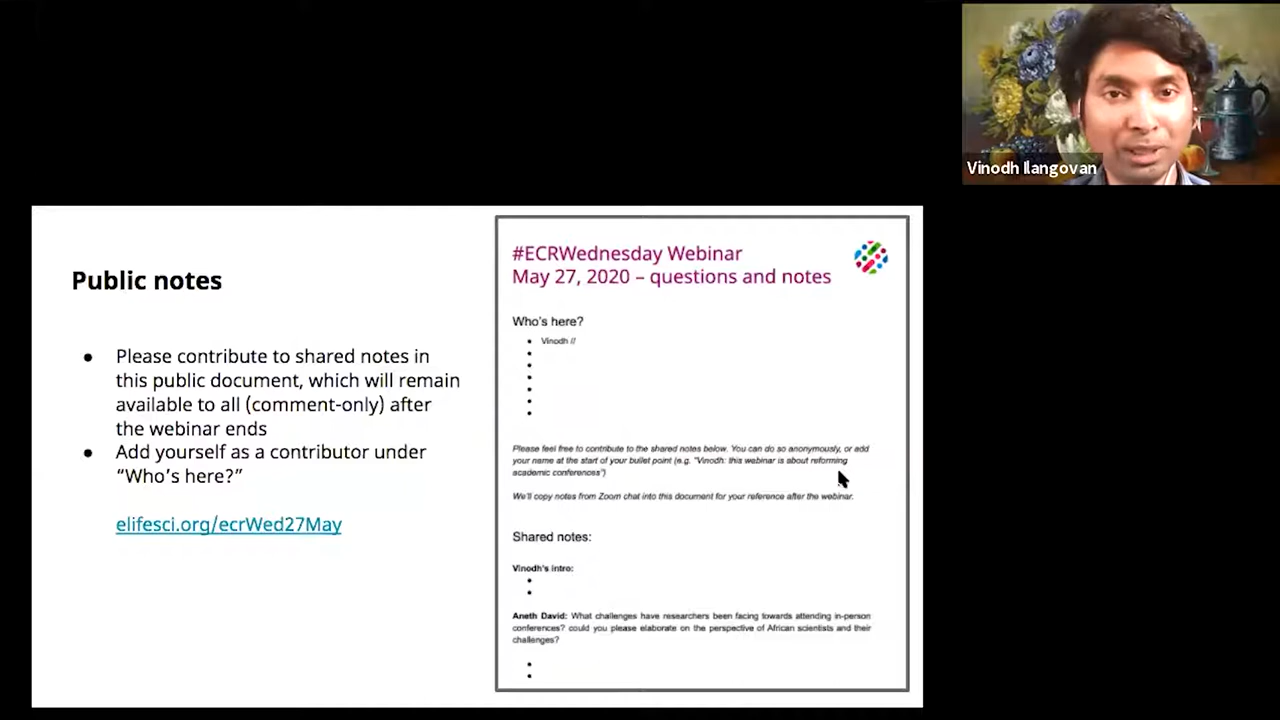 Vinodh Ilangovan
Public notes
● Please contribute to shared notes in
this public document, which will remain
available to all (comment-only) after
the webinar ends
● Add yourself as a contributor under
“Who’s here?”
elifesci.org/ecrWed27May
#ECRWednesday Webinar
May 27, 2020 – questions and notes
Who's here?
• Vinodh //
Please feel free to contribute to the shared notes below. You can do so anonymously, or add
your name at the start of your bullet point (e.g. "Vinodh: this webinar is about reforming
academic conferences")
We'll copy notes from Zoom chat into this document for your reference after the webinar.
Shared notes:
Vinodh's intro:
Aneth David: What challenges have researchers been facing towards attending in-person
conferences? could you please elaborate on the perspective of African scientists and their
challenges?